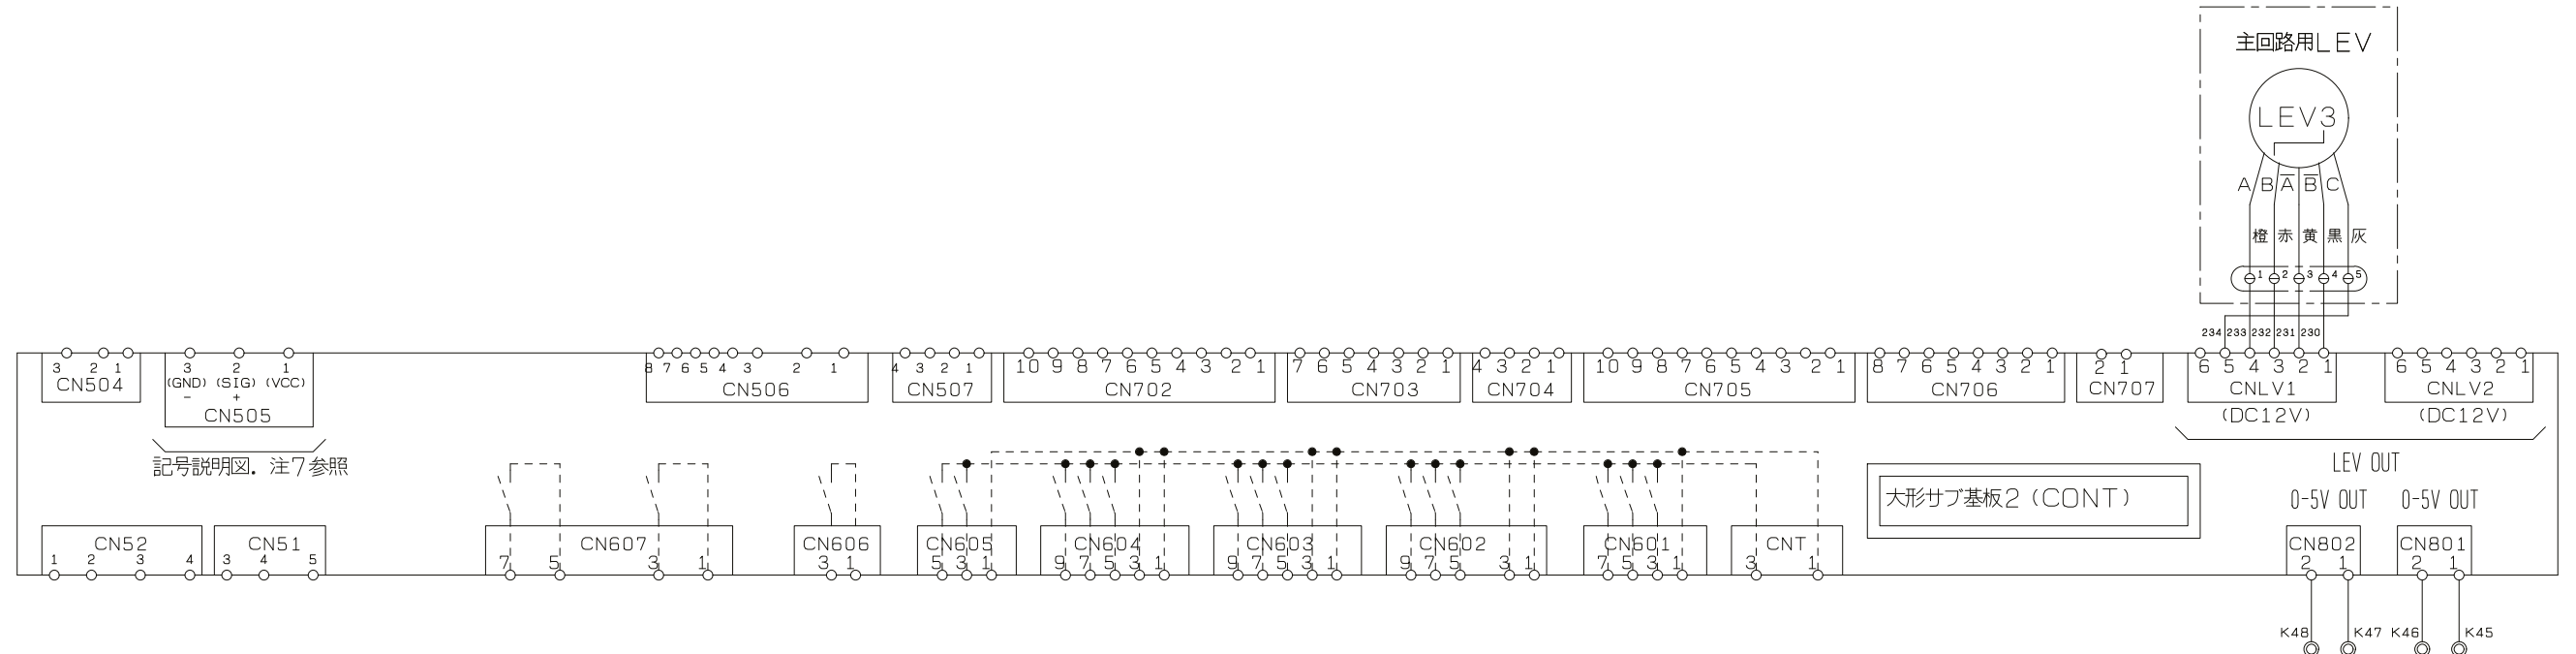 主回路用LEV
LEV3
A B A B C
橙 赤 黄 黒 灰
1 2 3 4 5
234 233 232 231 230
3 2 1
CN504
3 2 1
(GND) (SIG) (VCC)
- +
CN505
8 7 6 5 4 3 2 1
CN506
4 3 2 1
CN507
10 9 8 7 6 5 4 3 2 1
CN702
7 6 5 4 3 2 1
CN703
4 3 2 1
CN704
10 9 8 7 6 5 4 3 2 1
CN705
8 7 6 5 4 3 2 1
CN706
2 1
CN707
6 5 4 3 2 1
CNLV1
(DC12V)
6 5 4 3 2 1
CNLV2
(DC12V)
記号説明図. 注7参照
LEV OUT
大形サブ基板2(CONT)
0-5V OUT 0-5V OUT
CN52
1 2 3 4
CN51
3 4 5
CN607
7 5 3 1
CN606
3 1
CN605
5 3 1
CN604
9 7 5 3 1
CN603
9 7 5 3 1
CN602
9 7 5 3 1
CN601
7 5 3 1
CNT
3 1
CN802
2 1
CN801
2 1
K48 K47 K46 K45